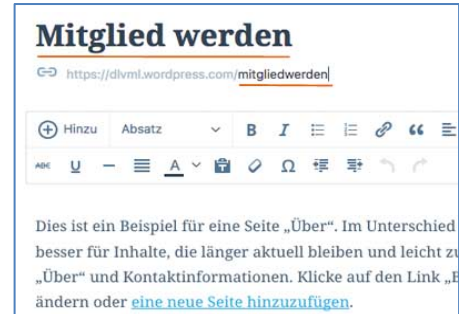 Mitglied werden
https://dlvml.wordpress.com/mitgliedwerden
Hinzu Absatz B I “ ABC U A Ω
Dies ist ein Beispiel für eine Seite „Über“. Im Unterschied
besser für Inhalte, die länger aktuell bleiben und leicht
„Über“ und Kontaktinformationen. Klicke auf den Link
ändern oder eine neue Seite hinzuzufügen.